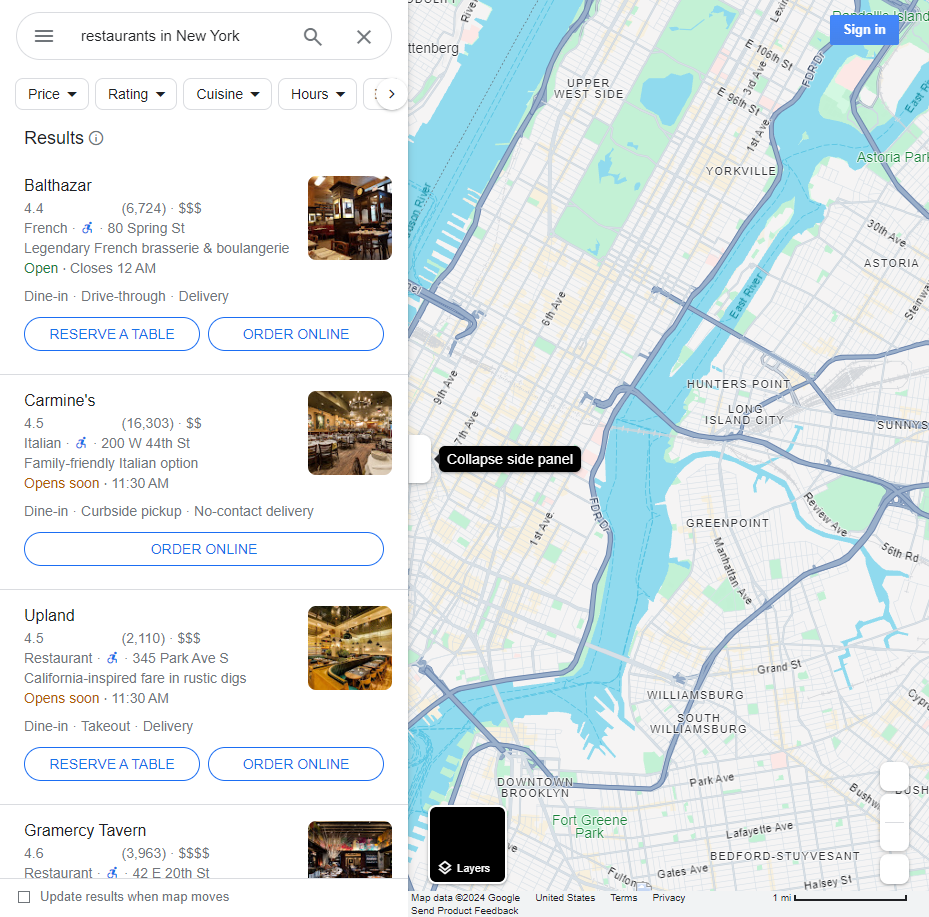 restaurants in New York
Price
Rating
Cuisine
Hours
Results
Balthazar
4.4 (6,724) · $$$
French · · 80 Spring St
Legendary French brasserie & boulangerie
Open · Closes 12 AM
Dine-in · Drive-through · Delivery
RESERVE A TABLE
ORDER ONLINE
Carmine's
4.5 (16,303) · $$
Italian · · 200 W 44th St
Family-friendly Italian option
Opens soon · 11:30 AM
Dine-in · Curbside pickup · No-contact delivery
ORDER ONLINE
Upland
4.5 (2,110) · $$$
Restaurant · · 345 Park Ave S
California-inspired fare in rustic digs
Opens soon · 11:30 AM
Dine-in · Takeout · Delivery
RESERVE A TABLE
ORDER ONLINE
Gramercy Tavern
4.6 (3,963) · $$$$
Restaurant · · 42 E 20th St
Update results when map moves
Sign in
ttenberg
E 106th St
3rd Ave
FDR Dr
UPPER
WEST SIDE
E 96th St
1st Ave
East R
Astoria Park
YORKVILLE
30th Ave
ASTORIA
East River
6th Ave
9th Ave
7th Ave
HUNTERS POINT
LONG
ISLAND CITY
SUNNYS
Collapse side panel
FDR Dr
1st Ave
Review Ave
GREENPOINT
Manhattan Ave
56th Rd
Grand St
WILLIAMSBURG
SOUTH
WILLIAMSBURG
Park Ave
DOWNTOWN
BROOKLYN
Fort Greene
Park
Lafayette Ave
BEDFORD-STUYVESANT
Gates Ave
Halsey St
Layers
Map data ©2024 Google
United States
Terms
Privacy
1 mi
Send Product Feedback